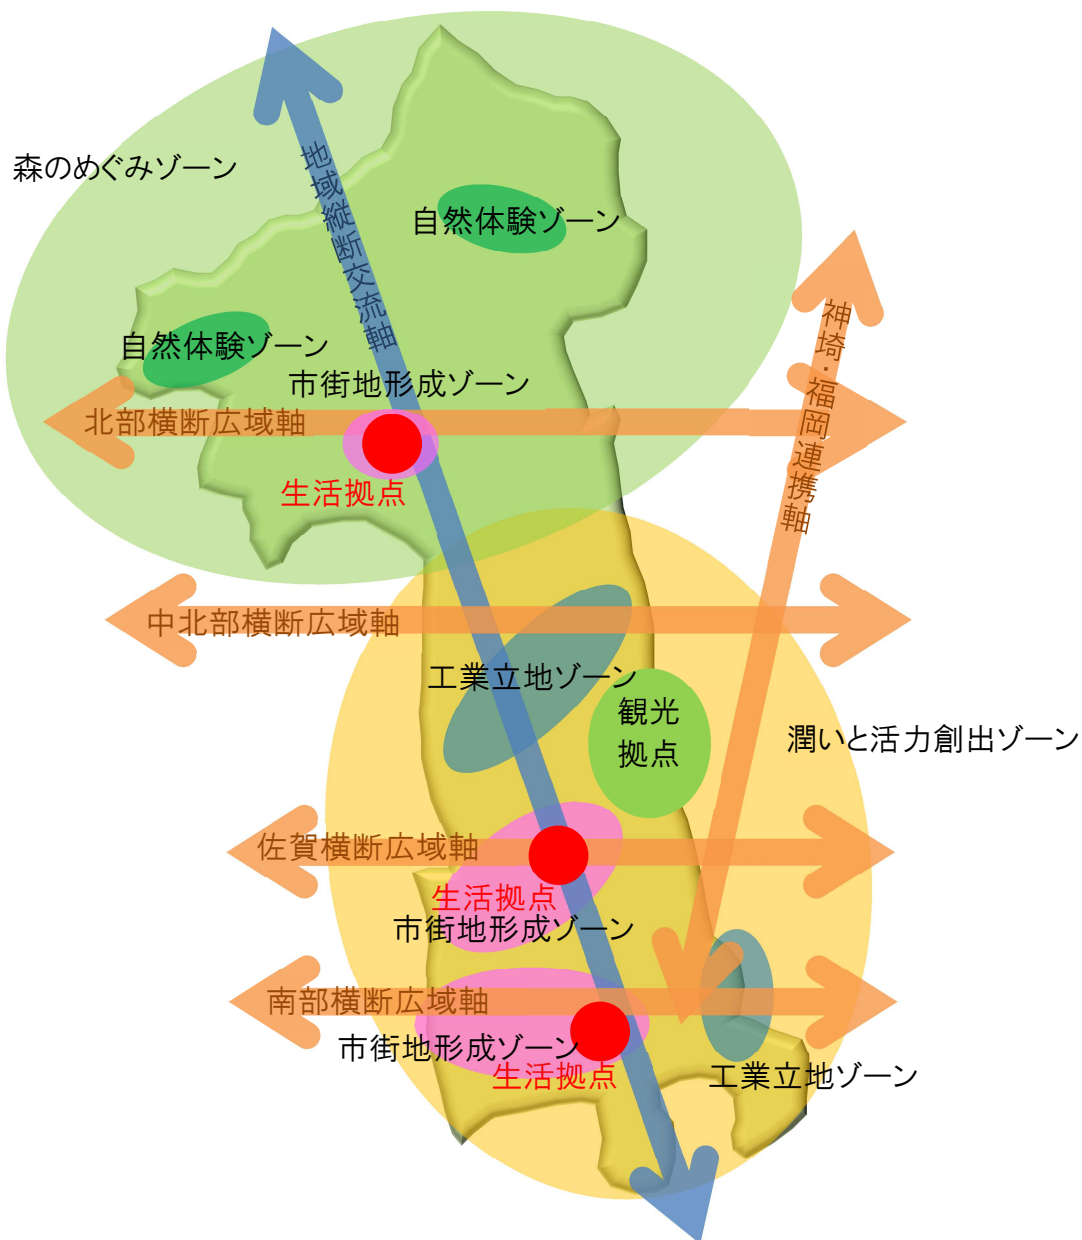 森のめぐみゾーン
地域縦断交流軸
自然体験ゾーン
神埼・福岡連携軸
自然体験ゾーン
市街地形成ゾーン
北部横断広域軸
生活拠点
中北部横断広域軸
工業立地ゾーン
観光
拠点
潤いと活力創出ゾーン
佐賀横断広域軸
生活拠点
市街地形成ゾーン
南部横断広域軸
市街地形成ゾーン
生活拠点
工業立地ゾーン